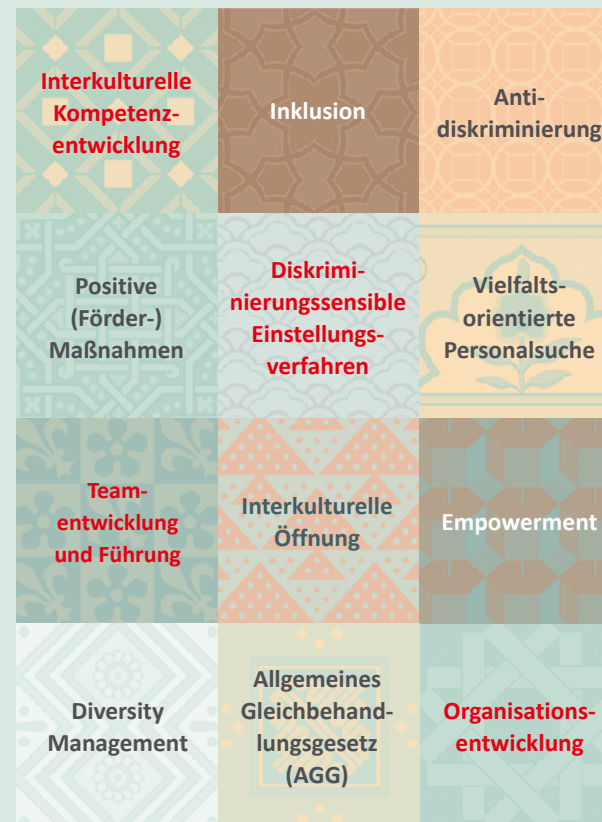 Interkulturelle
Kompetenz-
entwicklung
Inklusion
Anti-
diskriminierung
Positive
(Förder-)
Maßnahmen
Diskrimi-
nierungssensible
Einstellungs-
verfahren
Vielfalts-
orientierte
Personalsuche
Team-
entwicklung
und Führung
Interkulturelle
Öffnung
Empowerment
Diversity
Management
Allgemeines
Gleichbehand-
lungsgesetz
(AGG)
Organisations-
entwicklung